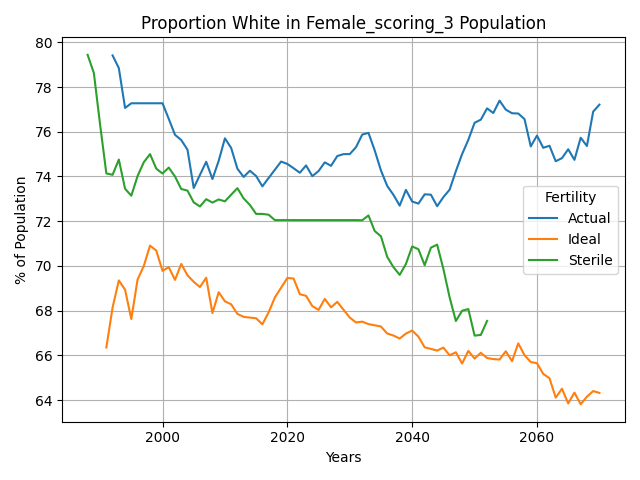 Proportion White in Female_scoring_3 Population
% of Population
80
78
76
74
72
70
68
66
64
Fertility
Actual
Ideal
Sterile
2000 2020 2040 2060
Years